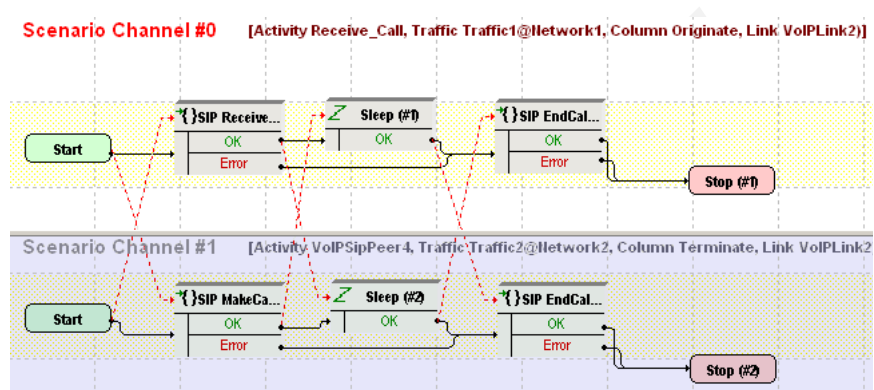 Scenario Channel #0 [Activity Receive_Call, Traffic Traffic1@Network1, Column Originate, Link VoIPLink2)]
{}SIP Receive... Sleep (#1) {}SIP EndCal...
OK OK OK
Start Error Error
Stop (#1)
Scenario Channel #1 [Activity VoIPSipPeer4, Traffic Traffic2@Network2, Column Terminate, Link VoIPLink2
{}SIP MakeCa... Sleep (#2) {}SIP EndCal...
Start OK OK OK
Error Error
Stop (#2)